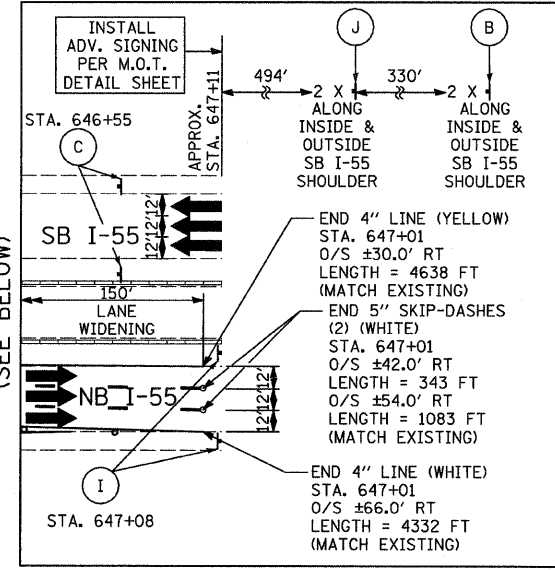 INSTALL
ADV. SIGNING
PER M.O.T.
DETAIL SHEET
J
B
494'
330'
2 X
ALONG
INSIDE &
OUTSIDE
SB I-55
SHOULDER
2 X
ALONG
INSIDE &
OUTSIDE
SB I-55
SHOULDER
APPROX.
STA. 647+11
STA. 646+55
C
SB I-55
12' 12' 12'
150'
LANE
WIDENING
(SEE BELOW)
NB I-55
12' 12' 12'
I
STA. 647+08
END 4" LINE (YELLOW)
STA. 647+01
O/S ±30.0' RT
LENGTH = 4638 FT
(MATCH EXISTING)
END 5" SKIP-DASHES
(2) (WHITE)
STA. 647+01
O/S ±42.0' RT
LENGTH = 343 FT
O/S ±54.0' RT
LENGTH = 1083 FT
(MATCH EXISTING)
END 4" LINE (WHITE)
STA. 647+01
O/S ±66.0' RT
LENGTH = 4332 FT
(MATCH EXISTING)